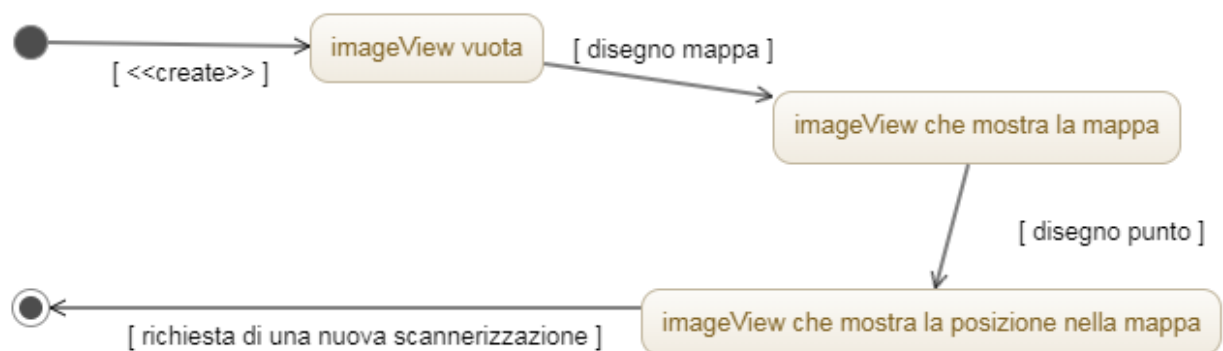 imageView vuota
[ disegno mappa ]
[ <<create>> ]
imageView che mostra la mappa
[ disegno punto ]
imageView che mostra la posizione nella mappa
[ richiesta di una nuova scannerizzazione ]